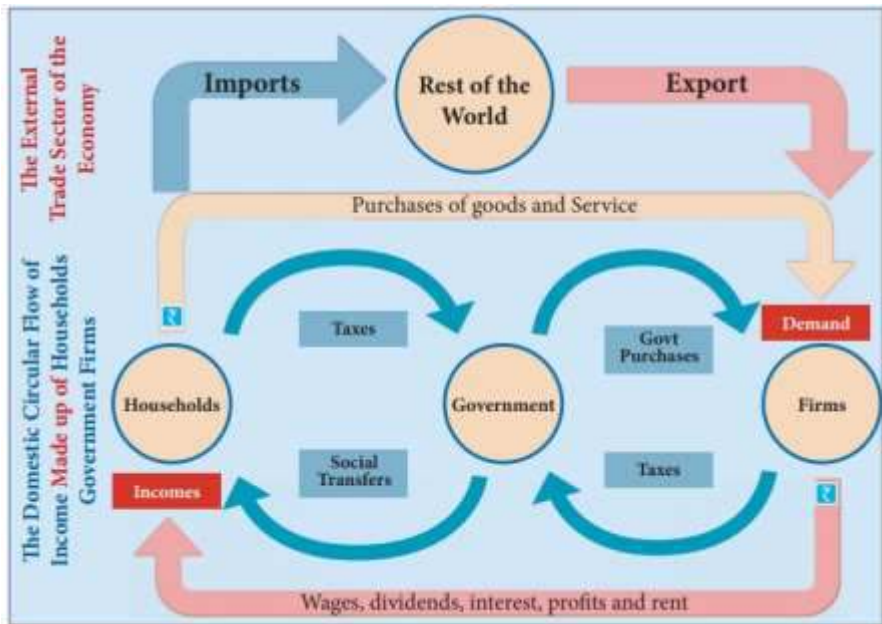 The External
Trade Sector of the
Economy
Imports
Rest of the
World
Export
Purchases of goods and Service
The Domestic Circular Flow of
Income Made up of Households
Government Firms
₹
Taxes
Govt
Purchases
Demand
Households
Government
Firms
Incomes
Social
Transfers
Taxes
₹
Wages, dividends, interest, profits and rent